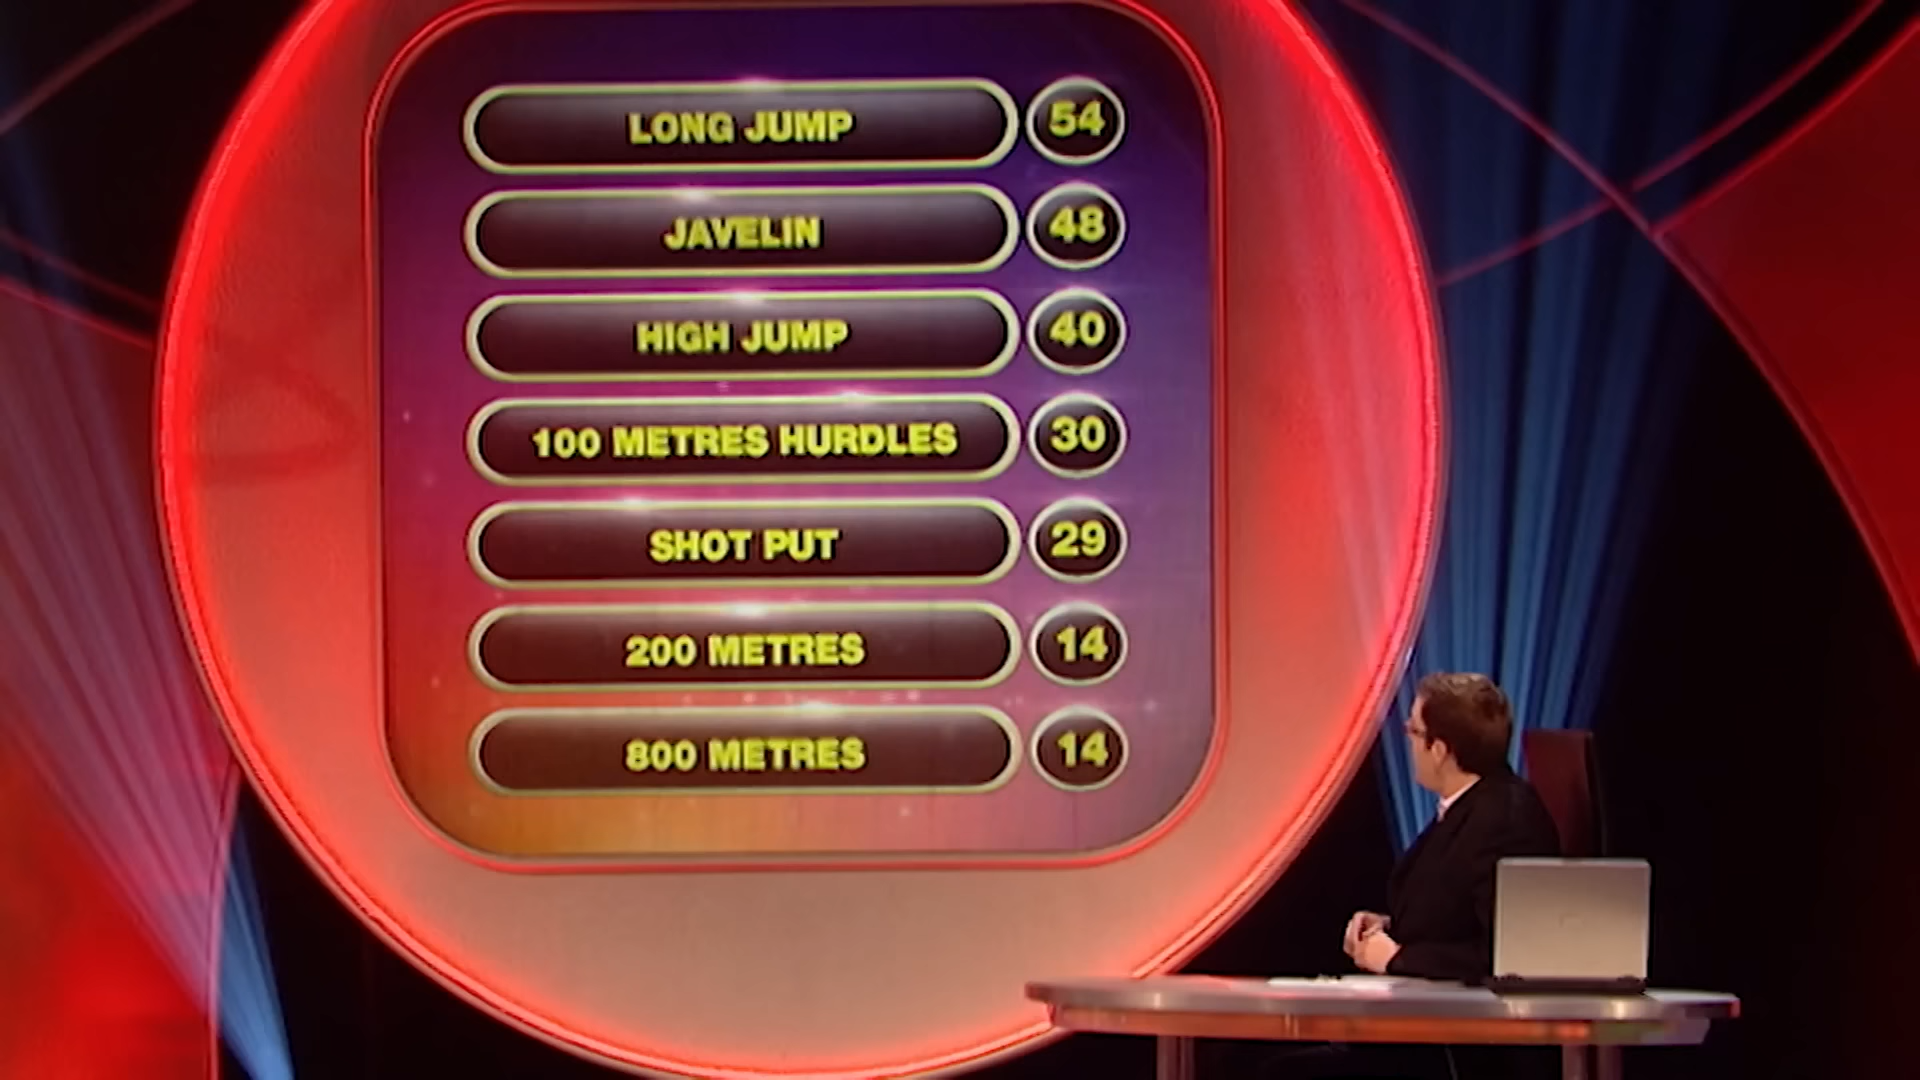 LONG JUMP 54
JAVELIN 48
HIGH JUMP 40
100 METRES HURDLES 30
SHOT PUT 29
200 METRES 14
800 METRES 14